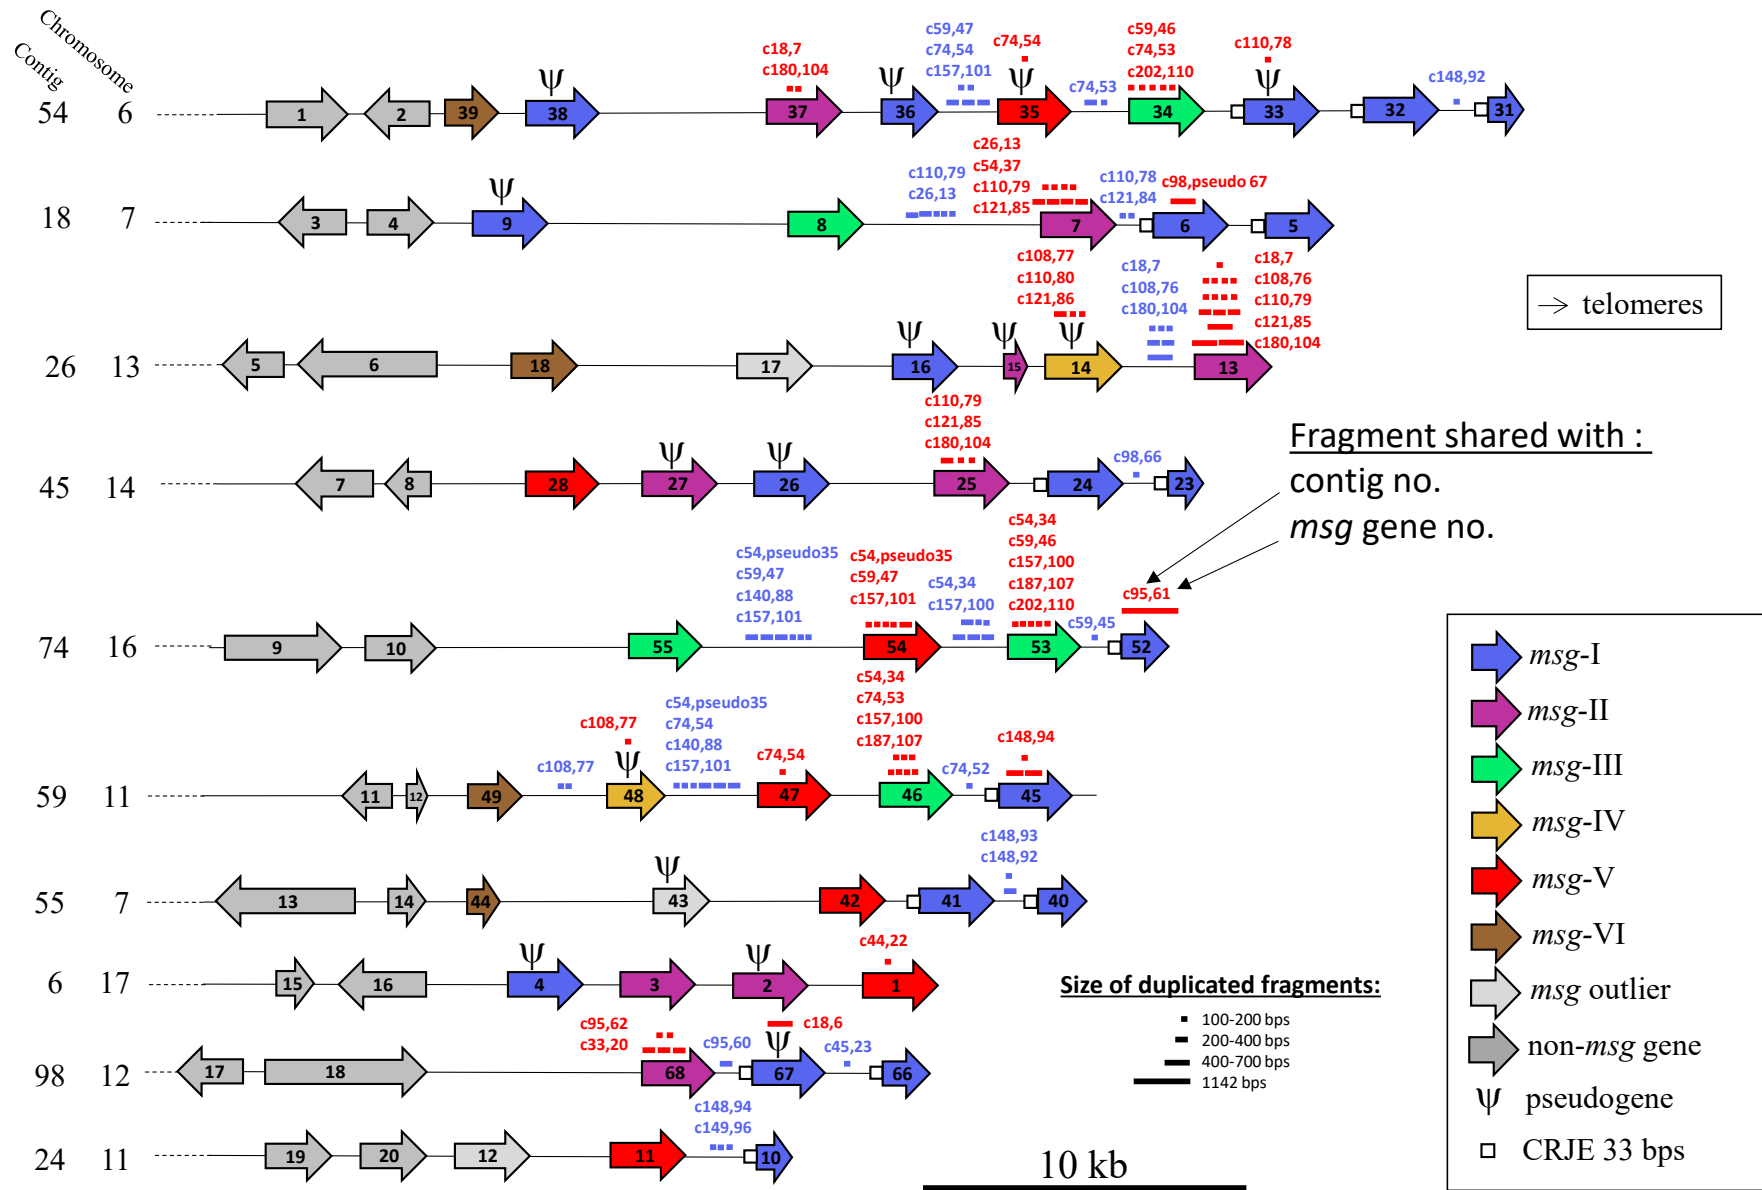 Chromosome
Contig
54 6
1 2 39 38 37 36 35 34 33 32 31
ψ ψ ψ ψ
c18,7
c180,104
c59,47
c74,54
c157,101
c74,54
c74,53
c59,46
c74,53
c202,110
c110,78
c148,92
18 7
3 4 9 8 7 6 5
ψ
c110,79
c26,13
c26,13
c54,37
c110,79
c121,85
c110,78
c121,84
c98,pseudo 67
26 13
5 6 18 17 16 15 14 13
ψ ψ ψ
c108,77
c110,80
c121,86
c18,7
c108,76
c180,104
c18,7
c108,76
c110,79
c121,85
c180,104
→ telomeres
45 14
7 8 28 27 26 25 24 23
ψ ψ
c110,79
c121,85
c180,104
c98,66
Fragment shared with :
contig no.
msg gene no.
74 16
9 10 55 54 53 52
c54,pseudo35
c59,47
c140,88
c157,101
c54,pseudo35
c59,47
c157,101
c54,34
c157,100
c54,34
c59,46
c157,100
c187,107
c202,110
c59,45
c95,61
59 11
11 12 49 48 47 46 45
ψ
c108,77
c108,77
c54,pseudo35
c74,54
c140,88
c157,101
c74,54
c54,34
c74,53
c157,100
c187,107
c74,52
c148,94
55 7
13 14 44 43 42 41 40
ψ
c148,93
c148,92
6 17
15 16 4 3 2 1
ψ ψ
c44,22
98 12
17 18 68 67 66
ψ
c95,62
c33,20
c95,60
c18,6
c45,23
24 11
19 20 12 11 10
c148,94
c149,96
Size of duplicated fragments:
100-200 bps
200-400 bps
400-700 bps
1142 bps
10 kb
msg-I
msg-II
msg-III
msg-IV
msg-V
msg-VI
msg outlier
non-msg gene
ψ pseudogene
CRJE 33 bps